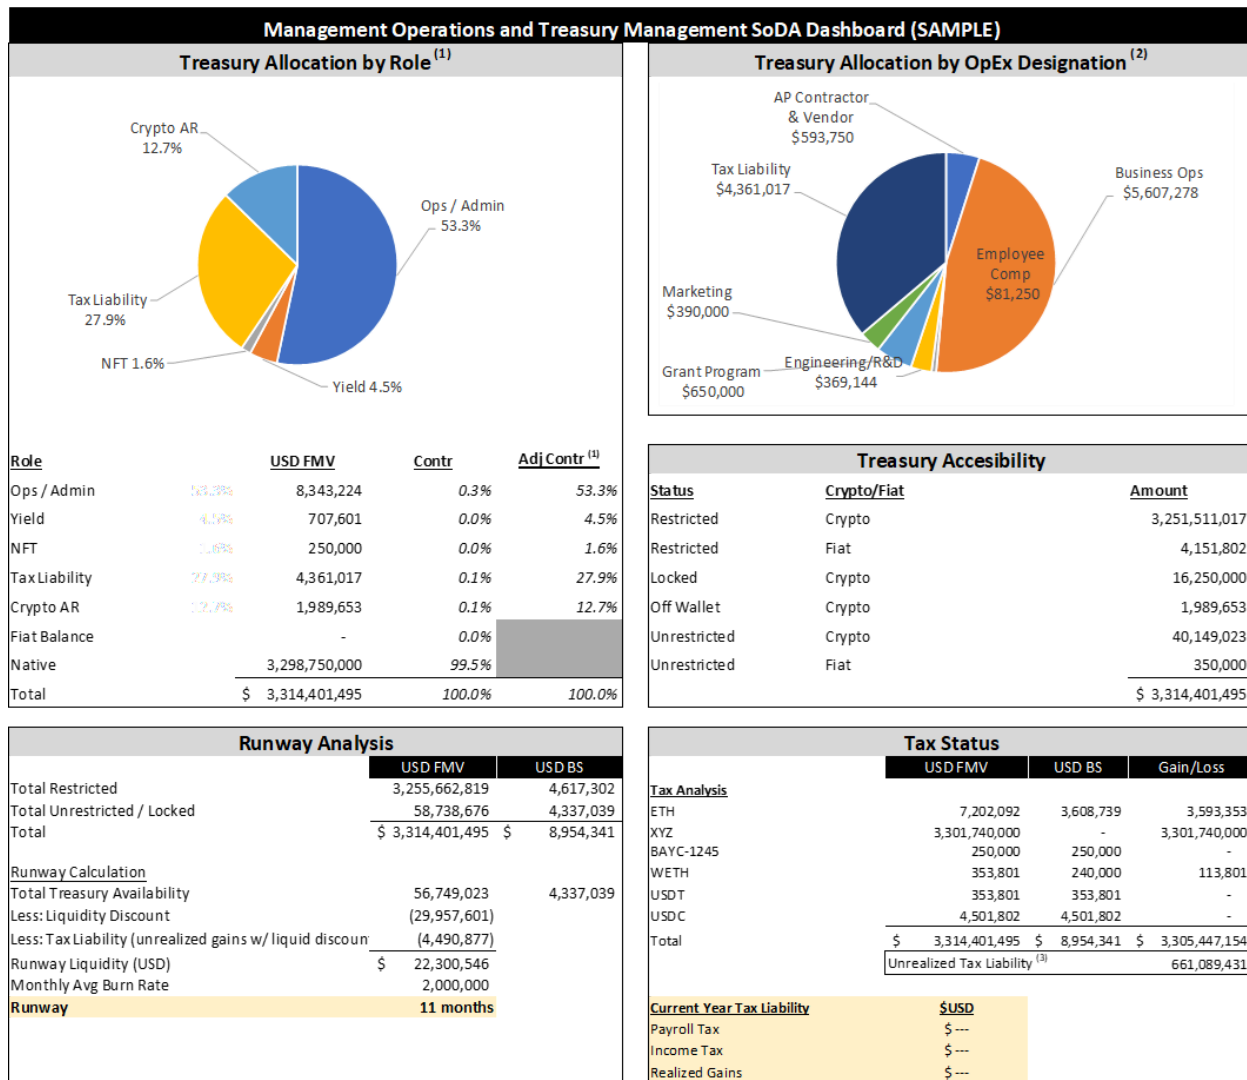 Management Operations and Treasury Management SoDA Dashboard (SAMPLE)
Treasury Allocation by Role (1)
Crypto AR
12.7%
Ops / Admin
53.3%
Tax Liability
27.9%
NFT 1.6%
Yield 4.5%
Role USD FMV Contr Adj Contr (1)
Ops / Admin 53.3% 8,343,224 0.3% 53.3%
Yield 4.5% 707,601 0.0% 4.5%
NFT 1.6% 250,000 0.0% 1.6%
Tax Liability 27.9% 4,361,017 0.1% 27.9%
Crypto AR 12.7% 1,989,653 0.1% 12.7%
Fiat Balance - 0.0%
Native 3,298,750,000 99.5%
Total $ 3,314,401,495 100.0% 100.0%
Treasury Allocation by OpEx Designation (2)
AP Contractor
& Vendor
$593,750
Tax Liability
$4,361,017
Business Ops
$5,607,278
Employee
Comp
$81,250
Marketing
$390,000
Grant Program
$650,000
Engineering/R&D
$369,144
Treasury Accesibility
Status Crypto/Fiat Amount
Restricted Crypto 3,251,511,017
Restricted Fiat 4,151,802
Locked Crypto 16,250,000
Off Wallet Crypto 1,989,653
Unrestricted Crypto 40,149,023
Unrestricted Fiat 350,000
$ 3,314,401,495
Runway Analysis
USD FMV USD BS
Total Restricted 3,255,662,819 4,617,302
Total Unrestricted / Locked 58,738,676 4,337,039
Total $ 3,314,401,495 $ 8,954,341
Runway Calculation
Total Treasury Availability 56,749,023 4,337,039
Less: Liquidity Discount (29,957,601)
Less: Tax Liability (unrealized gains w/ liquid discoun (4,490,877)
Runway Liquidity (USD) $ 22,300,546
Monthly Avg Burn Rate 2,000,000
Runway 11 months
Tax Status
USD FMV USD BS Gain/Loss
Tax Analysis
ETH 7,202,092 3,608,739 3,593,353
XYZ 3,301,740,000 - 3,301,740,000
BAYC-1245 250,000 250,000 -
WETH 353,801 240,000 113,801
USDT 353,801 353,801 -
USDC 4,501,802 4,501,802 -
Total $ 3,314,401,495 $ 8,954,341 $ 3,305,447,154
Unrealized Tax Liability (3) 661,089,431
Current Year Tax Liability $USD
Payroll Tax $ ---
Income Tax $ ---
Realized Gains $ ---